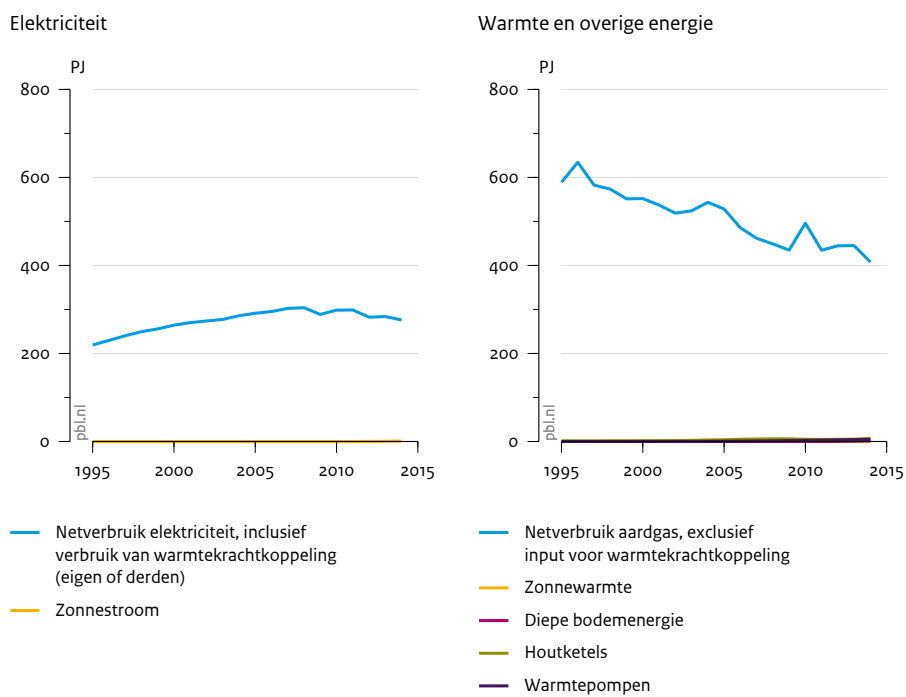 Elektriciteit
PJ
800
600
400
200
0
pbl.nl
1995 2000 2005 2010 2015
Netverbruik elektriciteit, inclusief
verbruik van warmtekrachtkoppeling
(eigen of derden)
Zonnestroom
Warmte en overige energie
PJ
800
600
400
200
0
pbl.nl
1995 2000 2005 2010 2015
Netverbruik aardgas, exclusief
input voor warmtekrachtkoppeling
Zonnewarmte
Diepe bodemenergie
Houtketels
Warmtepompen